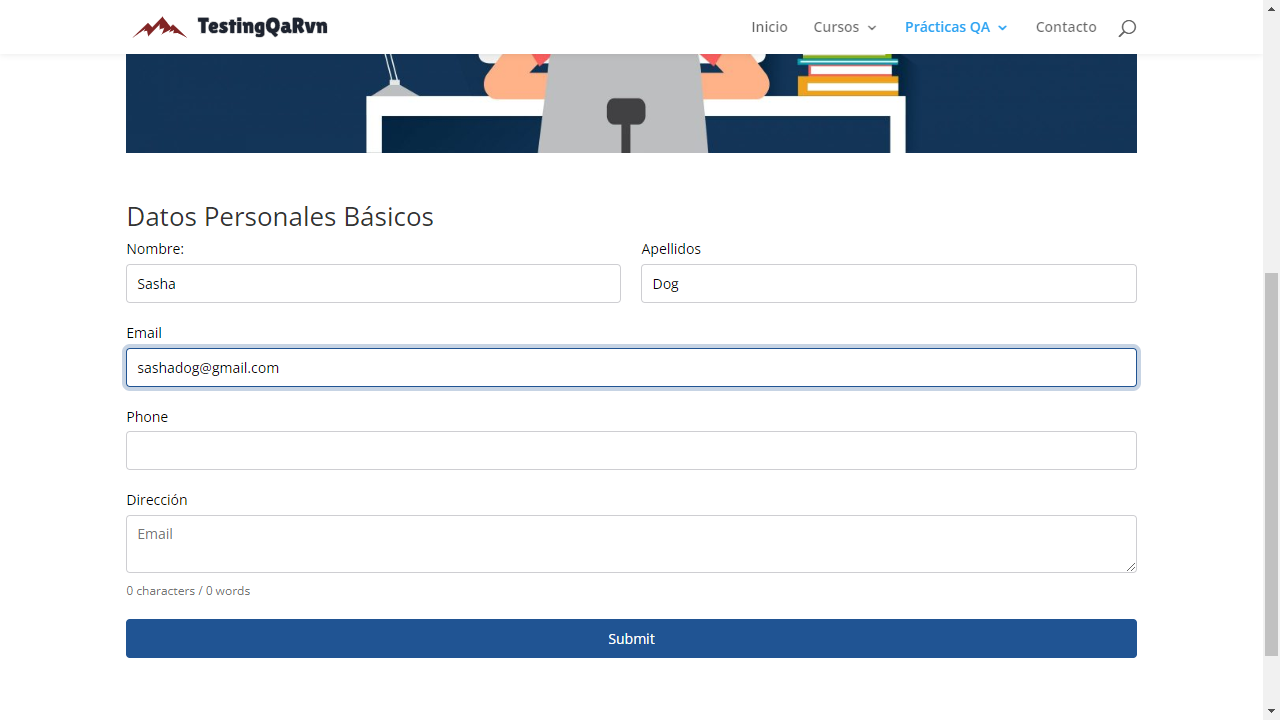 TestingQaRvn
Inicio Cursos Prácticas QA Contacto
Datos Personales Básicos
Nombre: Apellidos
Sasha Dog
Email
sashadog@gmail.com
Phone
Dirección
Email
0 characters / 0 words
Submit